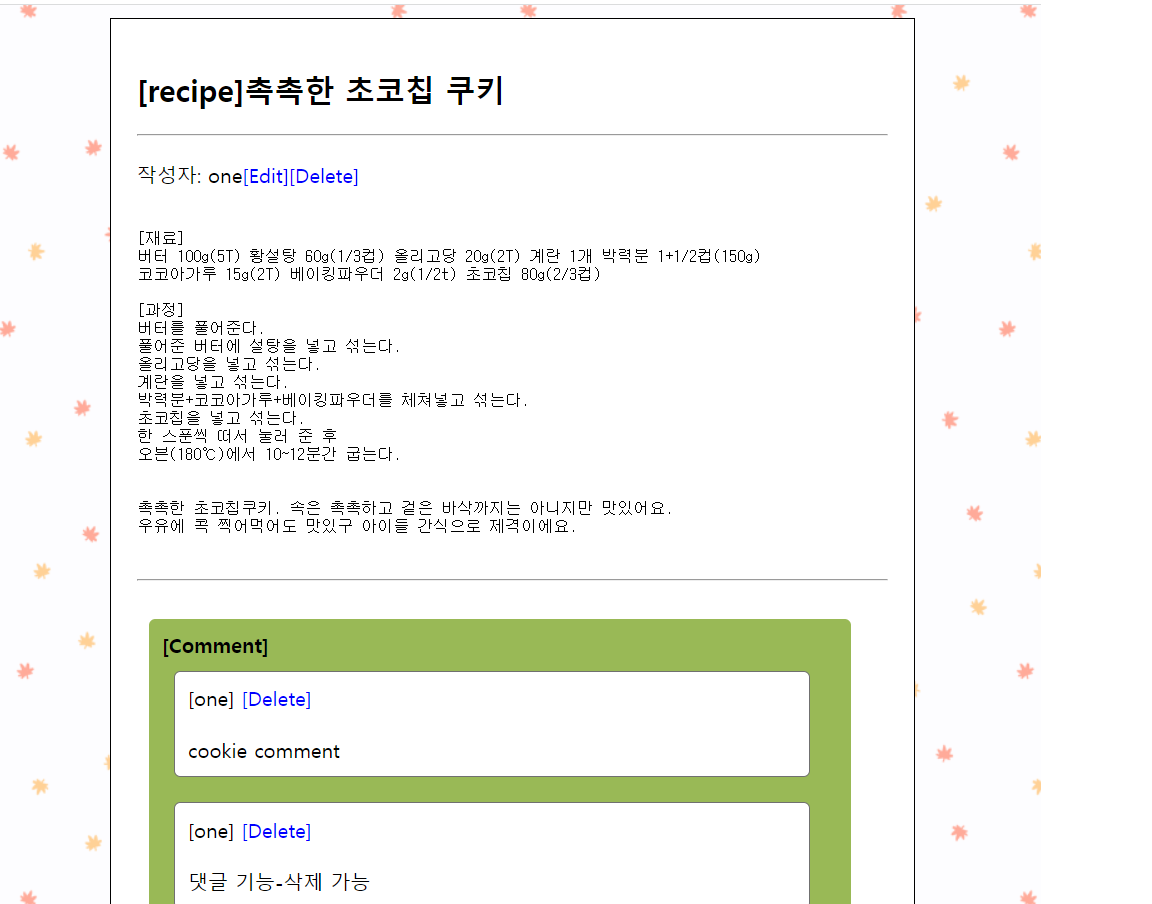 [recipe]촉촉한 초코칩 쿠키
작성자: one[Edit][Delete]
[재료]
버터 100g(5T) 황설탕 60g(1/3컵) 올리고당 20g(2T) 계란 1개 박력분 1+1/2컵(150g)
코코아가루 15g(2T) 베이킹파우더 2g(1/2t) 초코칩 80g(2/3컵)
[과정]
버터를 풀어준다.
풀어준 버터에 설탕을 넣고 섞는다.
올리고당을 넣고 섞는다.
계란을 넣고 섞는다.
박력분+코코아가루+베이킹파우더를 체쳐넣고 섞는다.
초코칩을 넣고 섞는다.
한 스푼씩 떠서 눌러 준 후
오븐(180℃)에서 10~12분간 굽는다.
촉촉한 초코칩쿠키. 속은 촉촉하고 겉은 바삭까지는 아니지만 맛있어요.
우유에 콕 찍어먹어도 맛있구 아이들 간식으로 제격이에요.
[Comment]
[one] [Delete]
cookie comment
[one] [Delete]
댓글 기능-삭제 가능